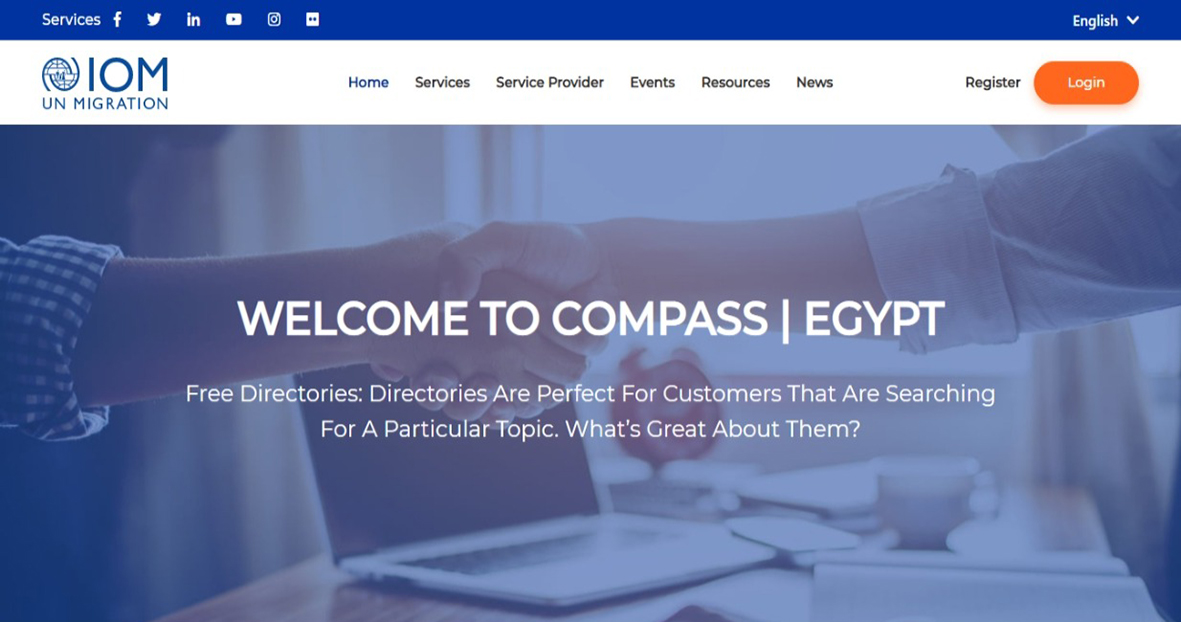 Services
English
IOM
UN MIGRATION
Home Services Service Provider Events Resources News
Register Login
WELCOME TO COMPASS | EGYPT
Free Directories: Directories Are Perfect For Customers That Are Searching
For A Particular Topic. What's Great About Them?